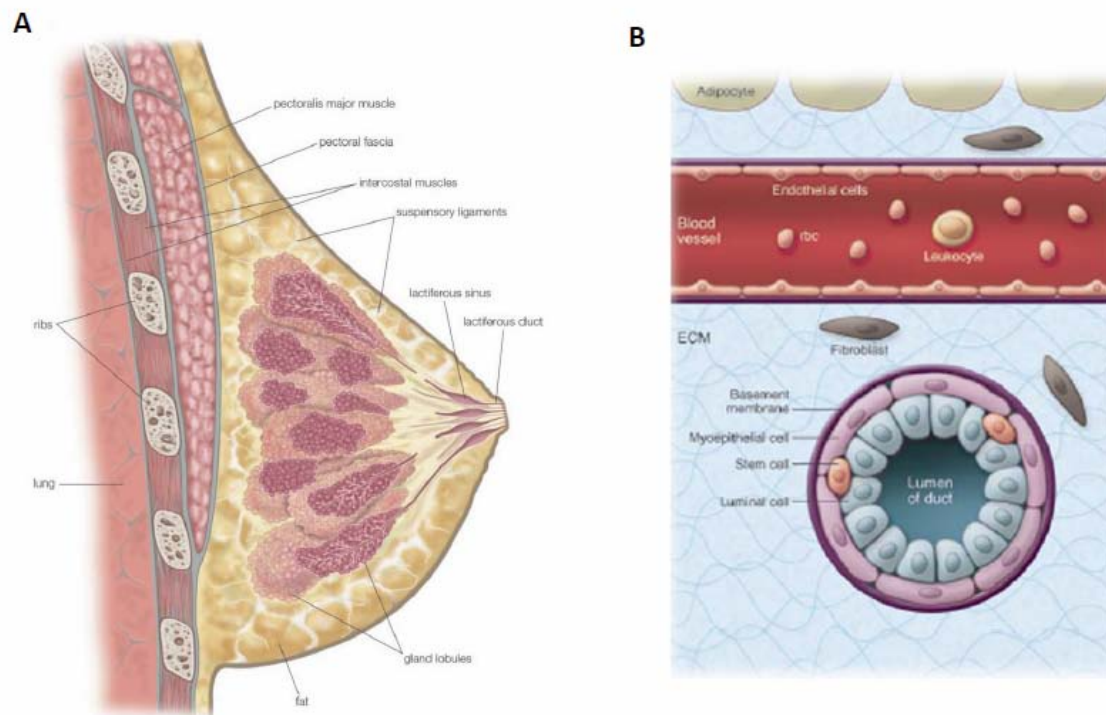 A
pectoralis major muscle
pectoral fascia
intercostal muscles
suspensory ligaments
lactiferous sinus
lactiferous duct
ribs
lung
gland lobules
fat
B
Adipocyte
Endothelial cells
Blood
vessel
rbc
Leukocyte
ECM
Fibroblast
Basement
membrane
Myoepithelial cell
Stem cell
Luminal cell
Lumen
of duct